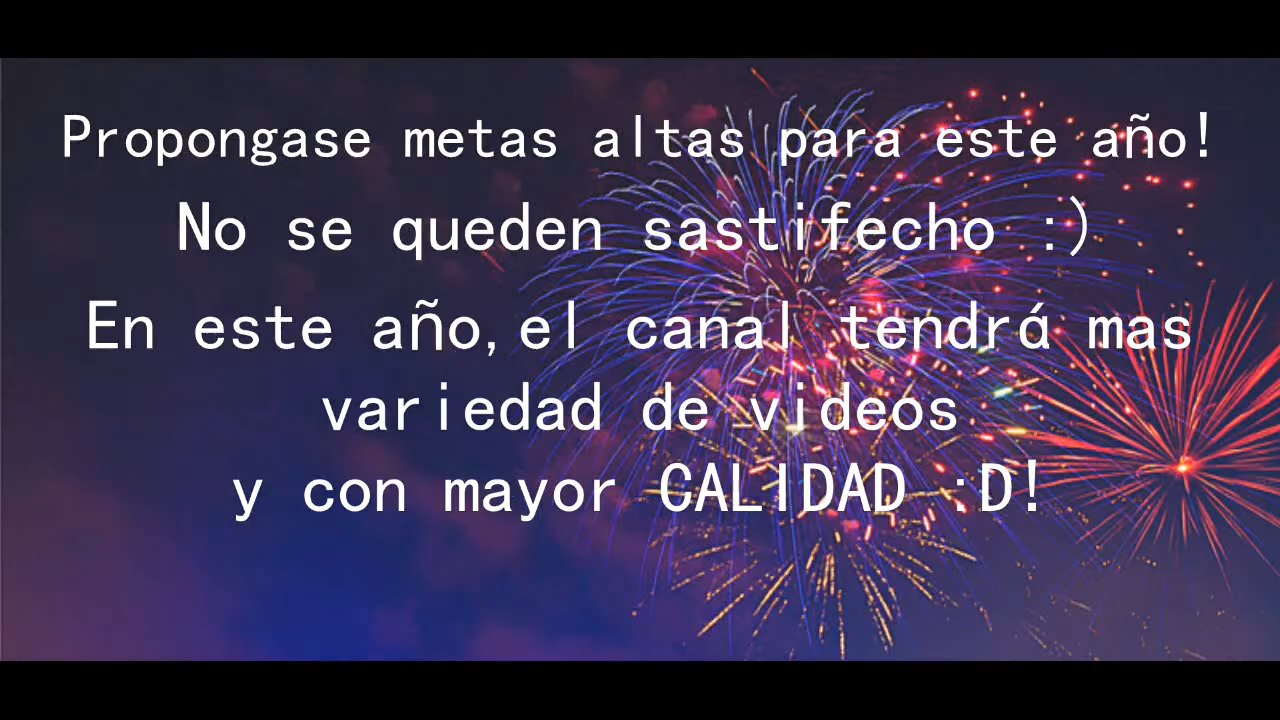 Propongase metas altas para este año!
No se queden sastifecho :)
En este año,el canal tendrá mas
variedad de videos
y con mayor CALIDAD :D!